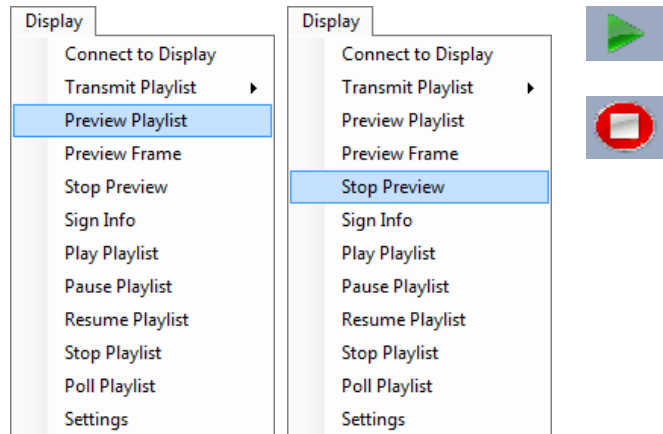 Display
Connect to Display
Transmit Playlist
Preview Playlist
Preview Frame
Stop Preview
Sign Info
Play Playlist
Pause Playlist
Resume Playlist
Stop Playlist
Poll Playlist
Settings
Display
Connect to Display
Transmit Playlist
Preview Playlist
Preview Frame
Stop Preview
Sign Info
Play Playlist
Pause Playlist
Resume Playlist
Stop Playlist
Poll Playlist
Settings